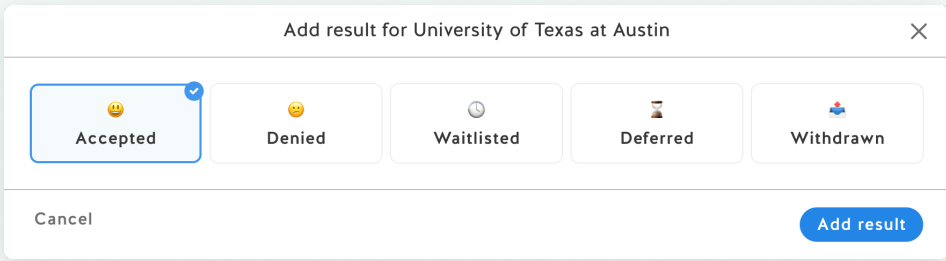 Add result for University of Texas at Austin
Accepted
Denied
Waitlisted
Deferred
Withdrawn
Cancel
Add result